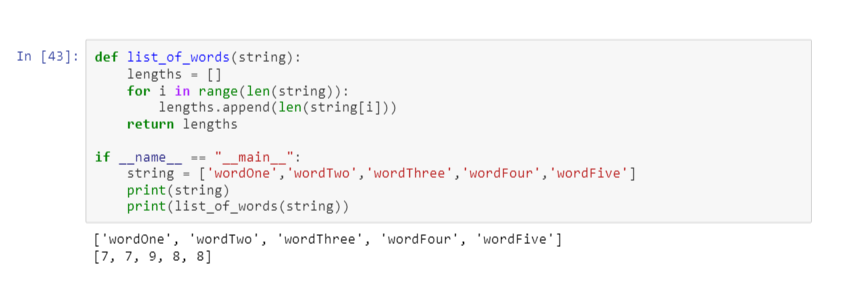 In [43]: def list_of_words(string):
    lengths = []
    for i in range(len(string)):
        lengths.append(len(string[i]))
    return lengths

if __name__ == "__main__":
    string = ['wordOne','wordTwo','wordThree','wordFour','wordFive']
    print(string)
    print(list_of_words(string))
['wordOne', 'wordTwo', 'wordThree', 'wordFour', 'wordFive']
[7, 7, 9, 8, 8]